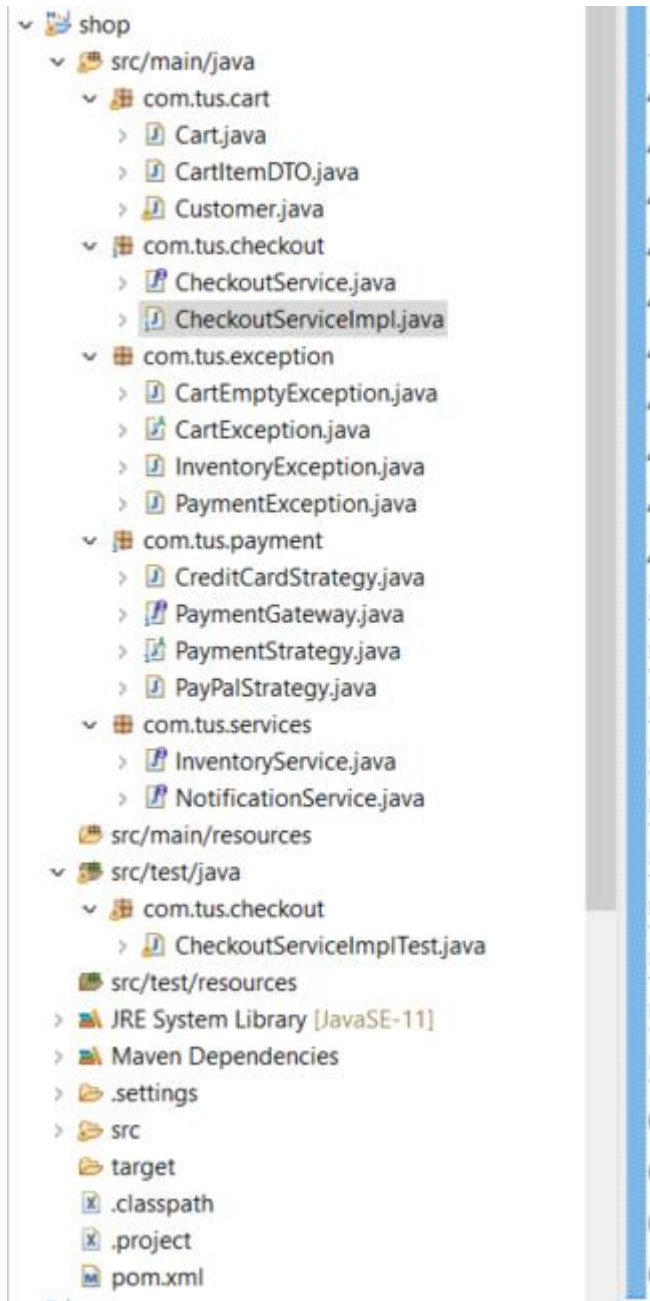 shop
src/main/java
com.tus.cart
Cart.java
CartItemDTO.java
Customer.java
com.tus.checkout
CheckoutService.java
CheckoutServiceImpl.java
com.tus.exception
CartEmptyException.java
CartException.java
InventoryException.java
PaymentException.java
com.tus.payment
CreditCardStrategy.java
PaymentGateway.java
PaymentStrategy.java
PayPalStrategy.java
com.tus.services
InventoryService.java
NotificationService.java
src/main/resources
src/test/java
com.tus.checkout
CheckoutServiceImplTest.java
src/test/resources
JRE System Library [JavaSE-11]
Maven Dependencies
.settings
src
target
.classpath
.project
pom.xml